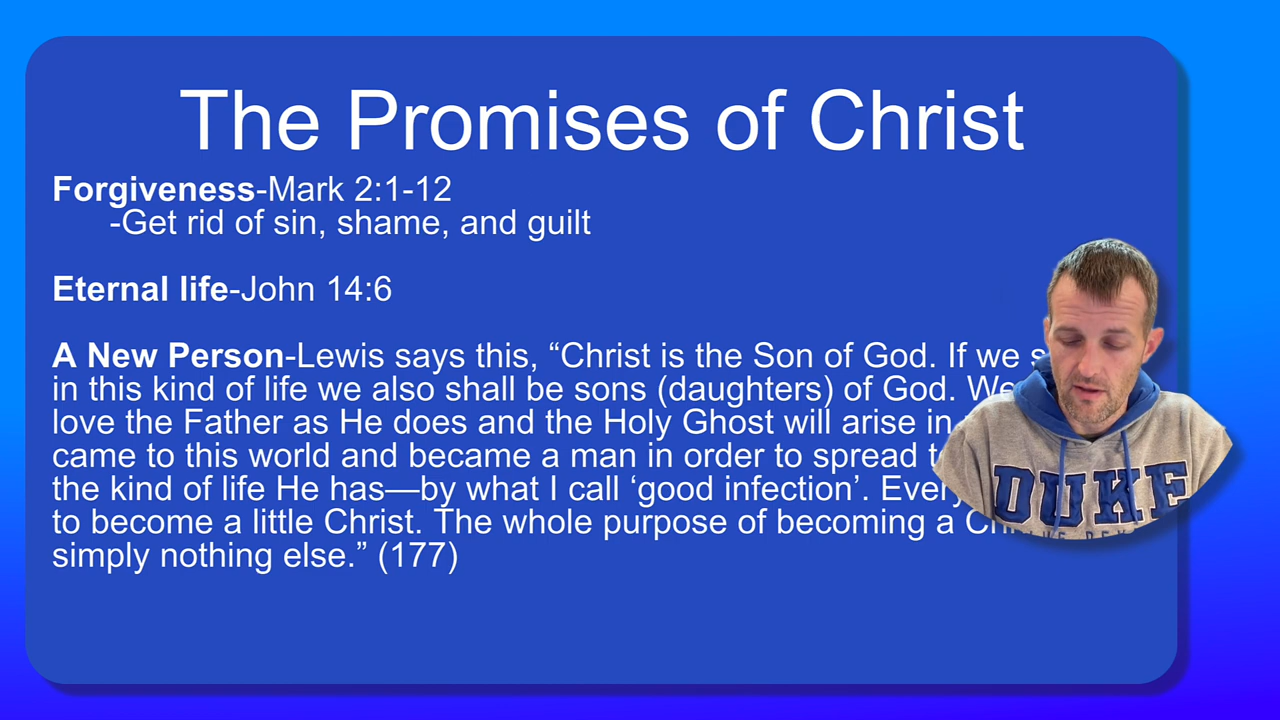 The Promises of Christ
Forgiveness-Mark 2:1-12
-Get rid of sin, shame, and guilt
Eternal life-John 14:6
A New Person-Lewis says this, “Christ is the Son of God. If we
in this kind of life we also shall be sons (daughters) of God. We
love the Father as He does and the Holy Ghost will arise in
came to this world and became a man in order to spread
the kind of life He has—by what I call ‘good infection’. Every
to become a little Christ. The whole purpose of becoming a
simply nothing else.” (177)
DUKE